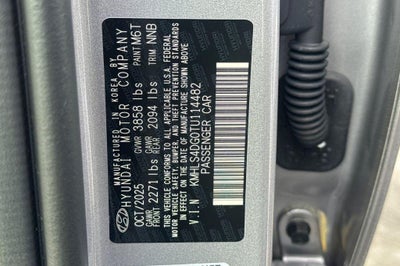 MANUFACTURED IN KOREA BY
HYUNDAI MOTOR COMPANY
OCT/2025 GVWR 3858 lbs PAINT M6T
GAWR FRONT 2271 lbs GAWR REAR 2094 lbs TRIM NNB
THIS VEHICLE CONFORMS TO ALL APPLICABLE U.S. FEDERAL
MOTOR VEHICLE SAFETY, BUMPER, AND THEFT PREVENTION
STANDARDS IN EFFECT ON THE DATE OF MANUFACTURE SHOWN ABOVE
V.I.N KMHLS4DG0TU114482
PASSENGER CAR